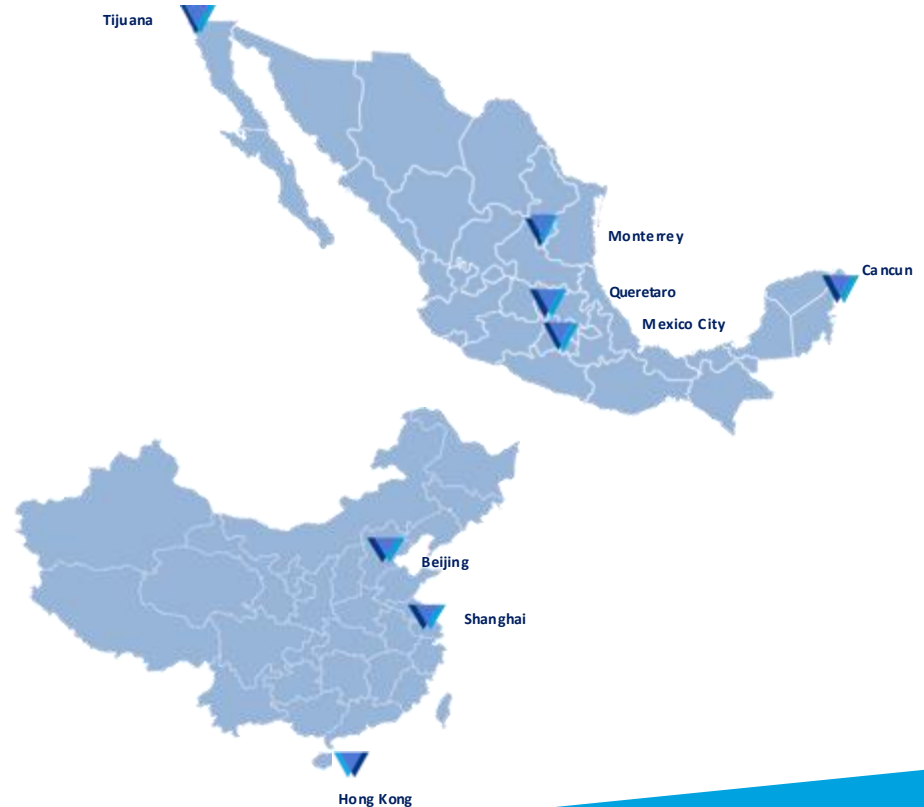 Tijuana
Monterrey
Cancun
Queretaro
Mexico City
Beijing
Shanghai
Hong Kong